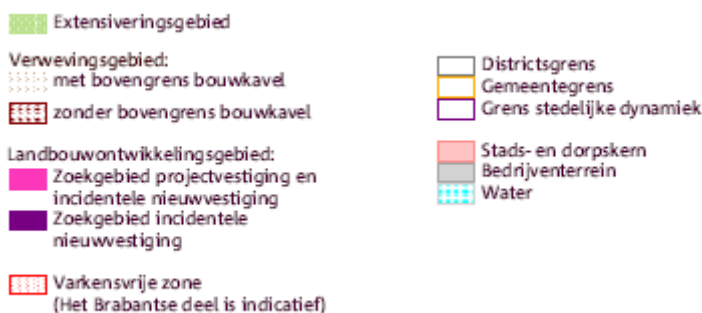 Extensiveringsgebied
Verwevingsgebied:
met bovengrens bouwkavel
zonder bovengrens bouwkavel
Landbouwontwikkelingsgebied:
Zoekgebied projectvestiging en
incidentele nieuwvestiging
Zoekgebied incidentele
nieuwvestiging
Varkensvrije zone
(Het Brabantse deel is indicatief)
Districtsgrens
Gemeentegrens
Grens stedelijke dynamiek
Stads- en dorpskern
Bedrijventerrein
Water